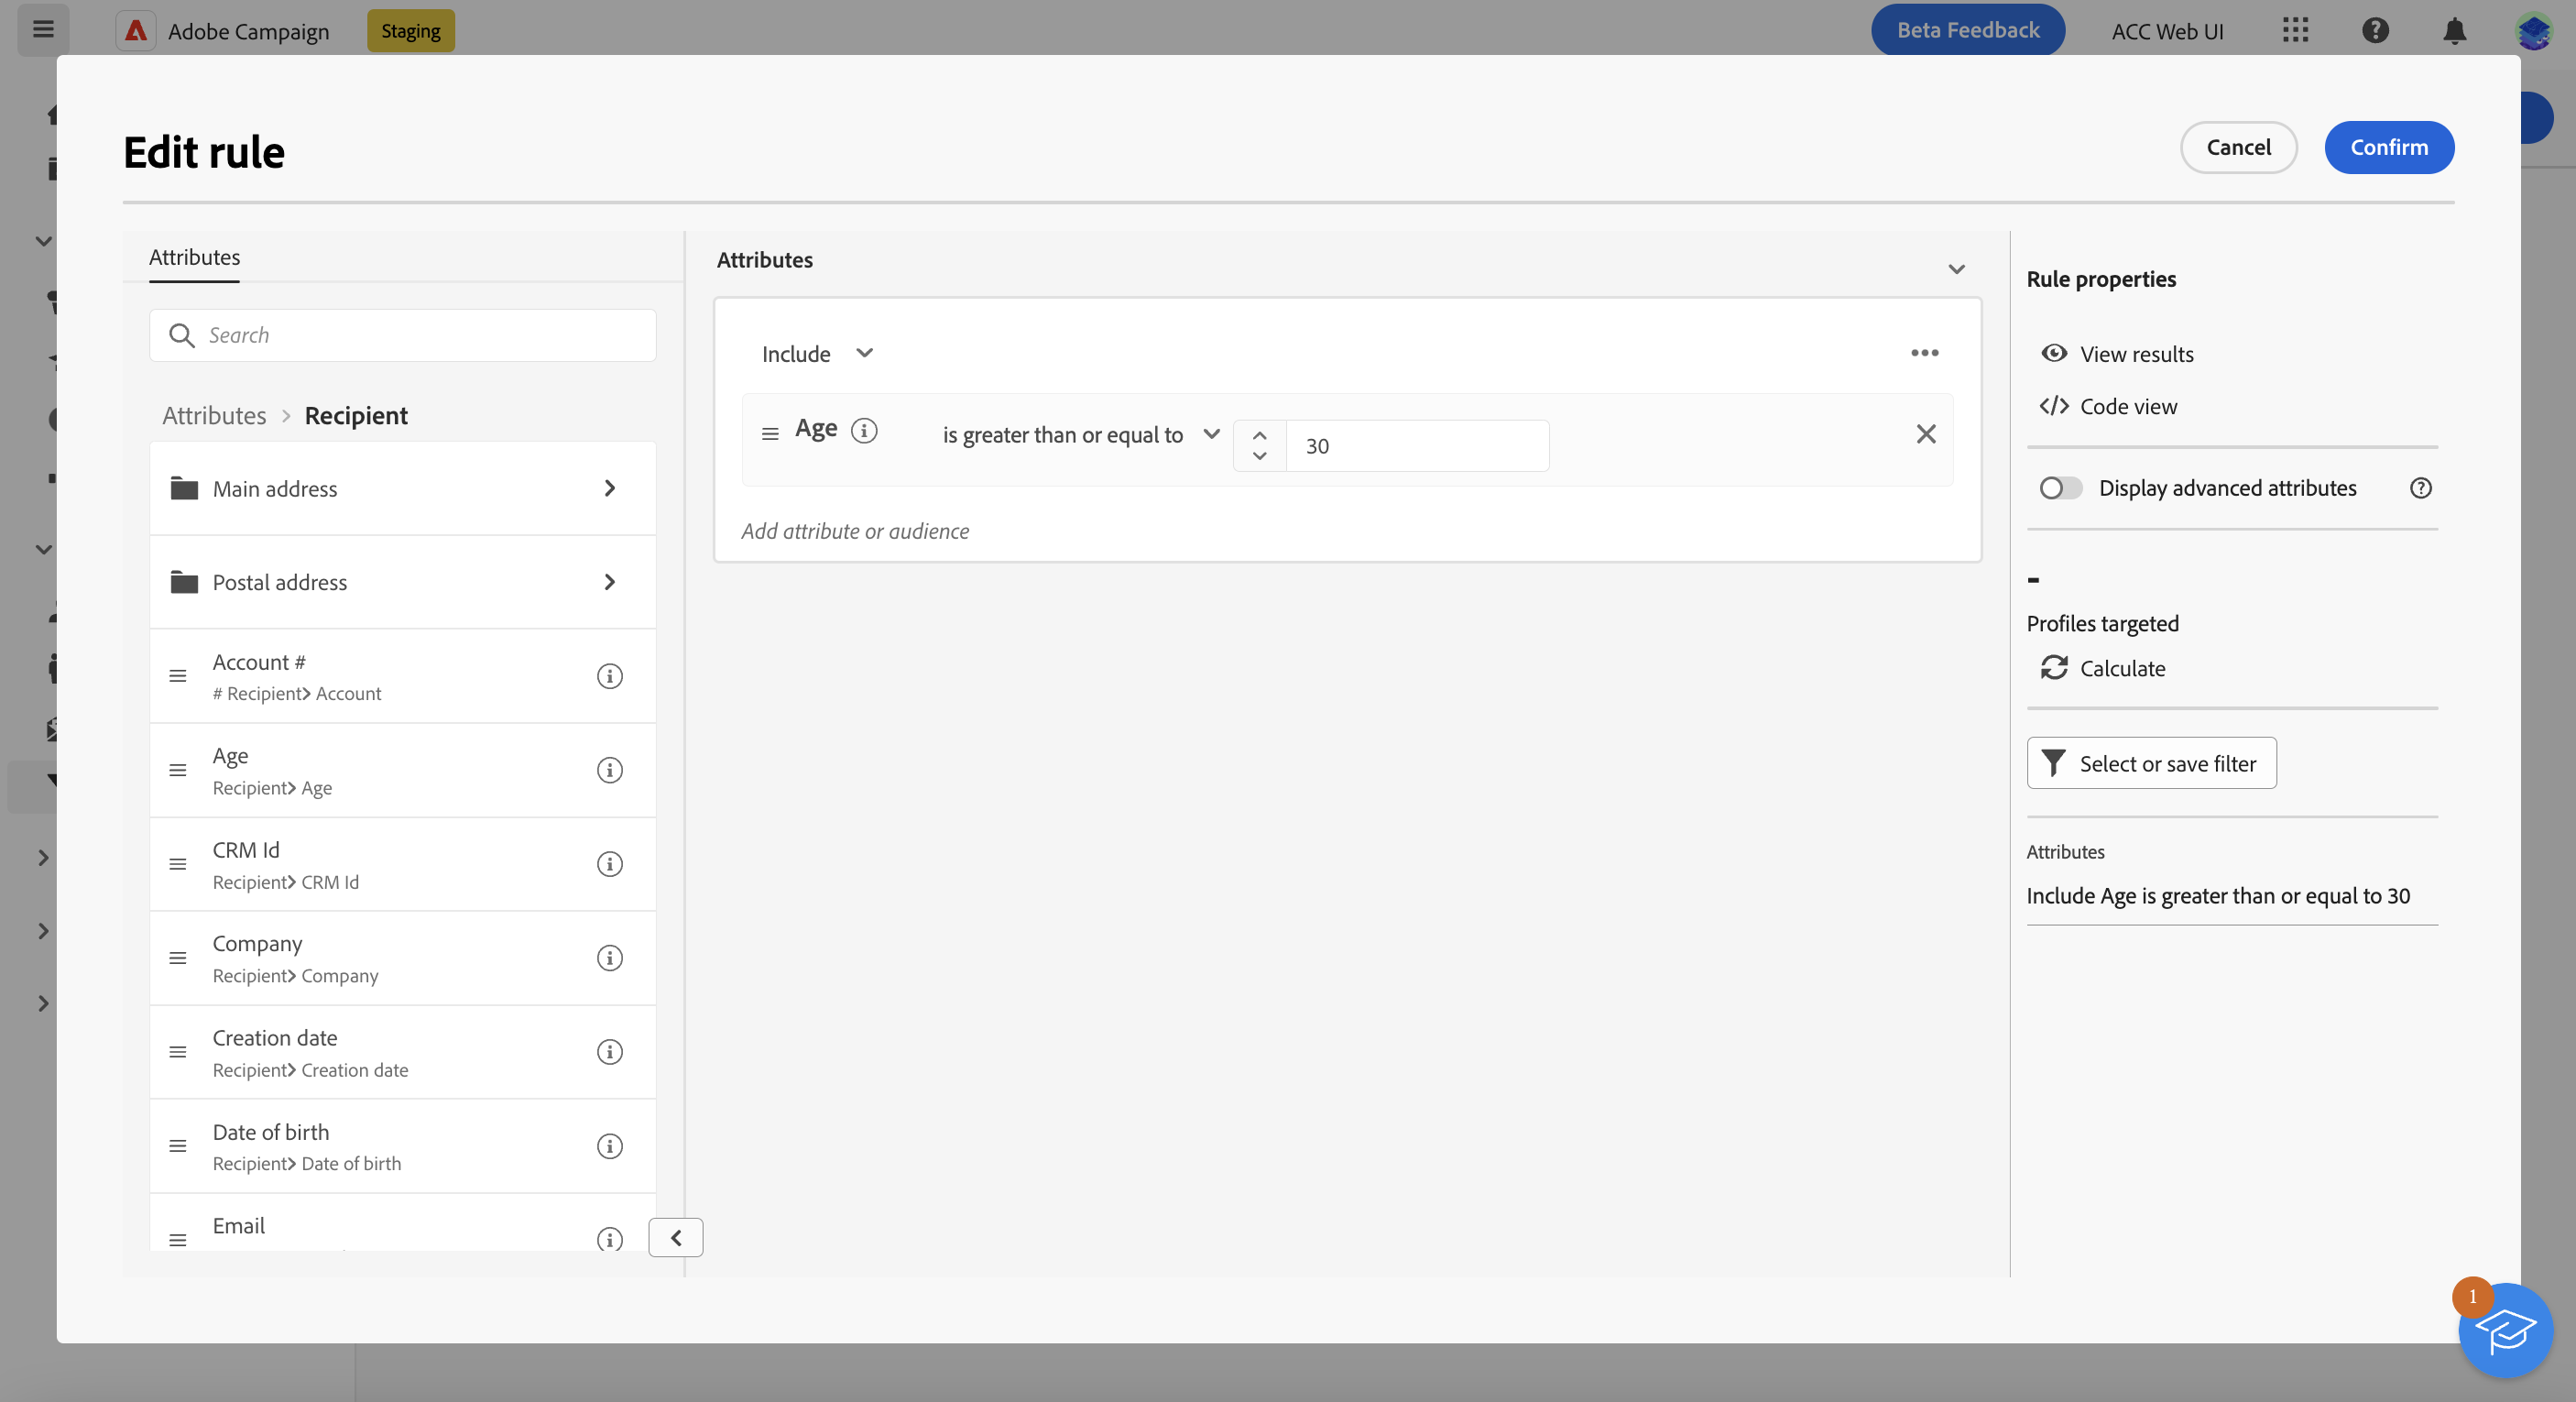 Adobe Campaign
Staging
Beta Feedback
ACC Web UI
Edit rule
Cancel
Confirm
Attributes
Search
Attributes > Recipient
Main address
Postal address
Account #
# Recipient> Account
Age
Recipient> Age
CRM Id
Recipient> CRM Id
Company
Recipient> Company
Creation date
Recipient> Creation date
Date of birth
Recipient> Date of birth
Email
Attributes
Include
Age
is greater than or equal to
30
Add attribute or audience
Rule properties
View results
</> Code view
Display advanced attributes
-
Profiles targeted
Calculate
Select or save filter
Attributes
Include Age is greater than or equal to 30
1